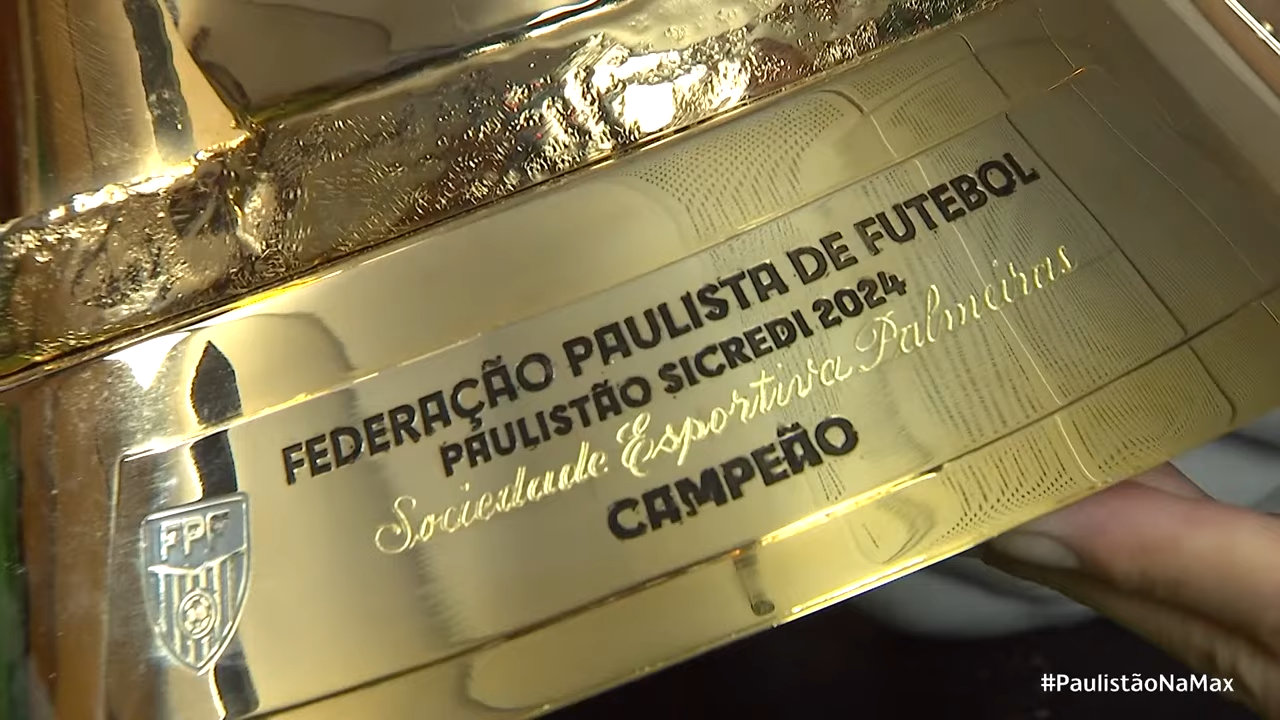 FEDERAÇÃO PAULISTA DE FUTEBOL
PAULISTÃO SICREDI 2024
Sociedade Esportiva Palmeiras
CAMPEÃO
FPF
#PaulistãoNaMax